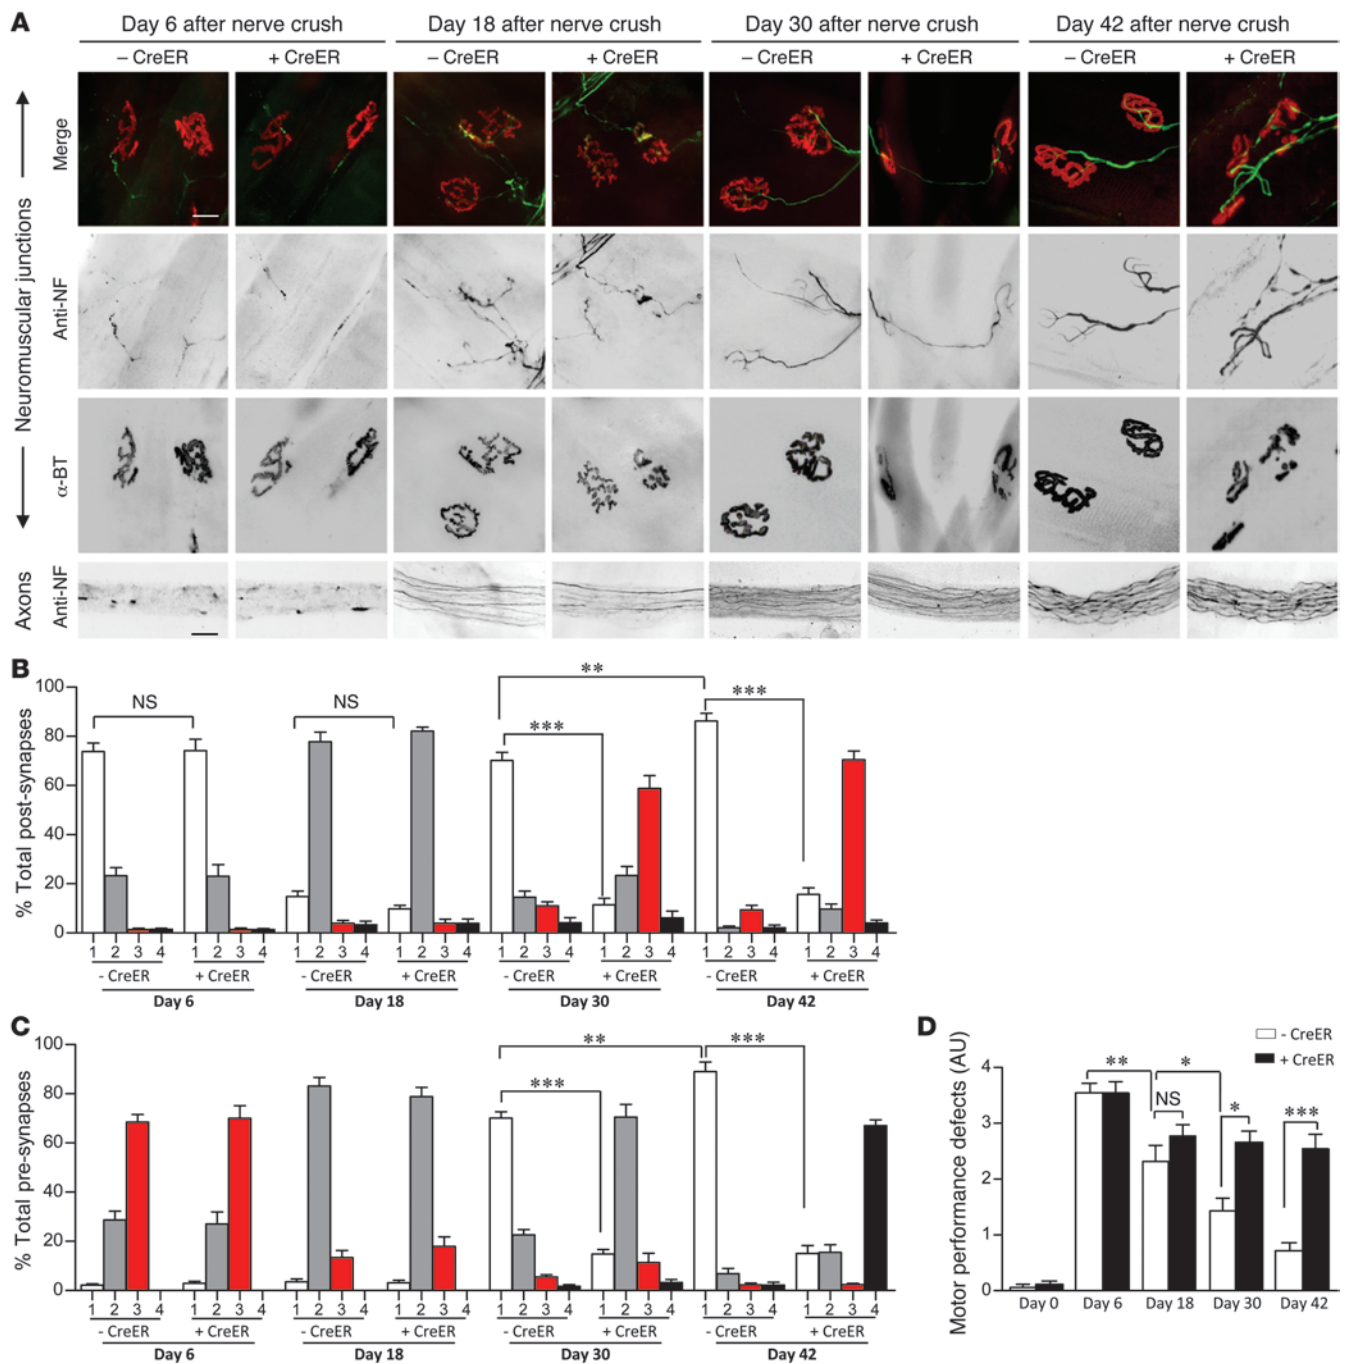 A
Day 6 after nerve crush
Day 18 after nerve crush
Day 30 after nerve crush
Day 42 after nerve crush
– CreER
+ CreER
– CreER
+ CreER
– CreER
+ CreER
– CreER
+ CreER
Neuromuscular junctions
Merge
Anti-NF
α-BT
Axons
Anti-NF
B
% Total post-synapses
100
80
60
40
20
0
NS
NS
***
**
***
1 2 3 4 1 2 3 4 1 2 3 4 1 2 3 4 1 2 3 4 1 2 3 4 1 2 3 4 1 2 3 4
- CreER + CreER - CreER + CreER - CreER + CreER - CreER + CreER
Day 6 Day 18 Day 30 Day 42
C
% Total pre-synapses
100
80
60
40
20
0
***
**
***
1 2 3 4 1 2 3 4 1 2 3 4 1 2 3 4 1 2 3 4 1 2 3 4 1 2 3 4 1 2 3 4
- CreER + CreER - CreER + CreER - CreER + CreER - CreER + CreER
Day 6 Day 18 Day 30 Day 42
D
- CreER
+ CreER
Motor performance defects (AU)
4
3
2
1
0
**
*
NS
*
***
Day 0 Day 6 Day 18 Day 30 Day 42